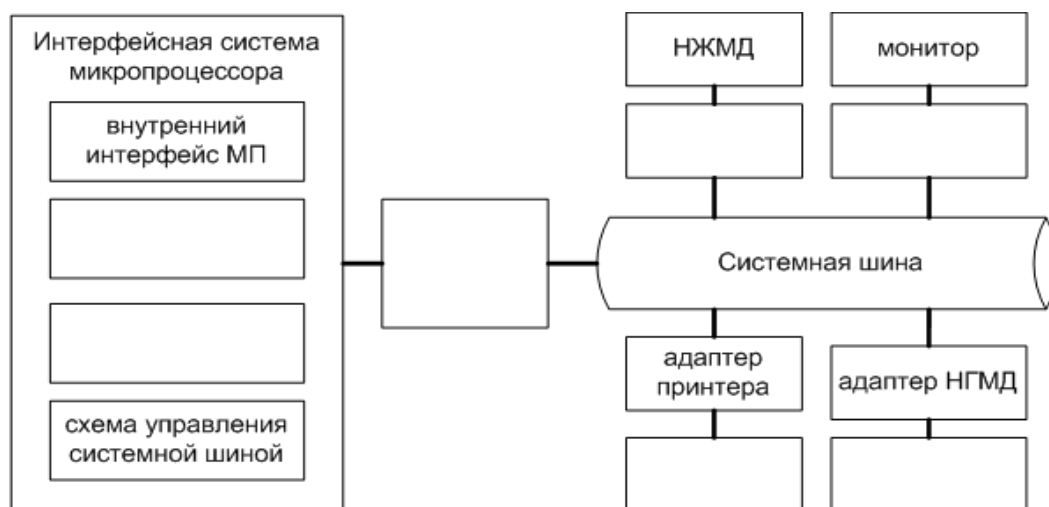 Интерфейсная система
микропроцессора
внутренний
интерфейс МП
схема управления
системной шиной
НЖМД
монитор
Системная шина
адаптер
принтера
адаптер НГМД